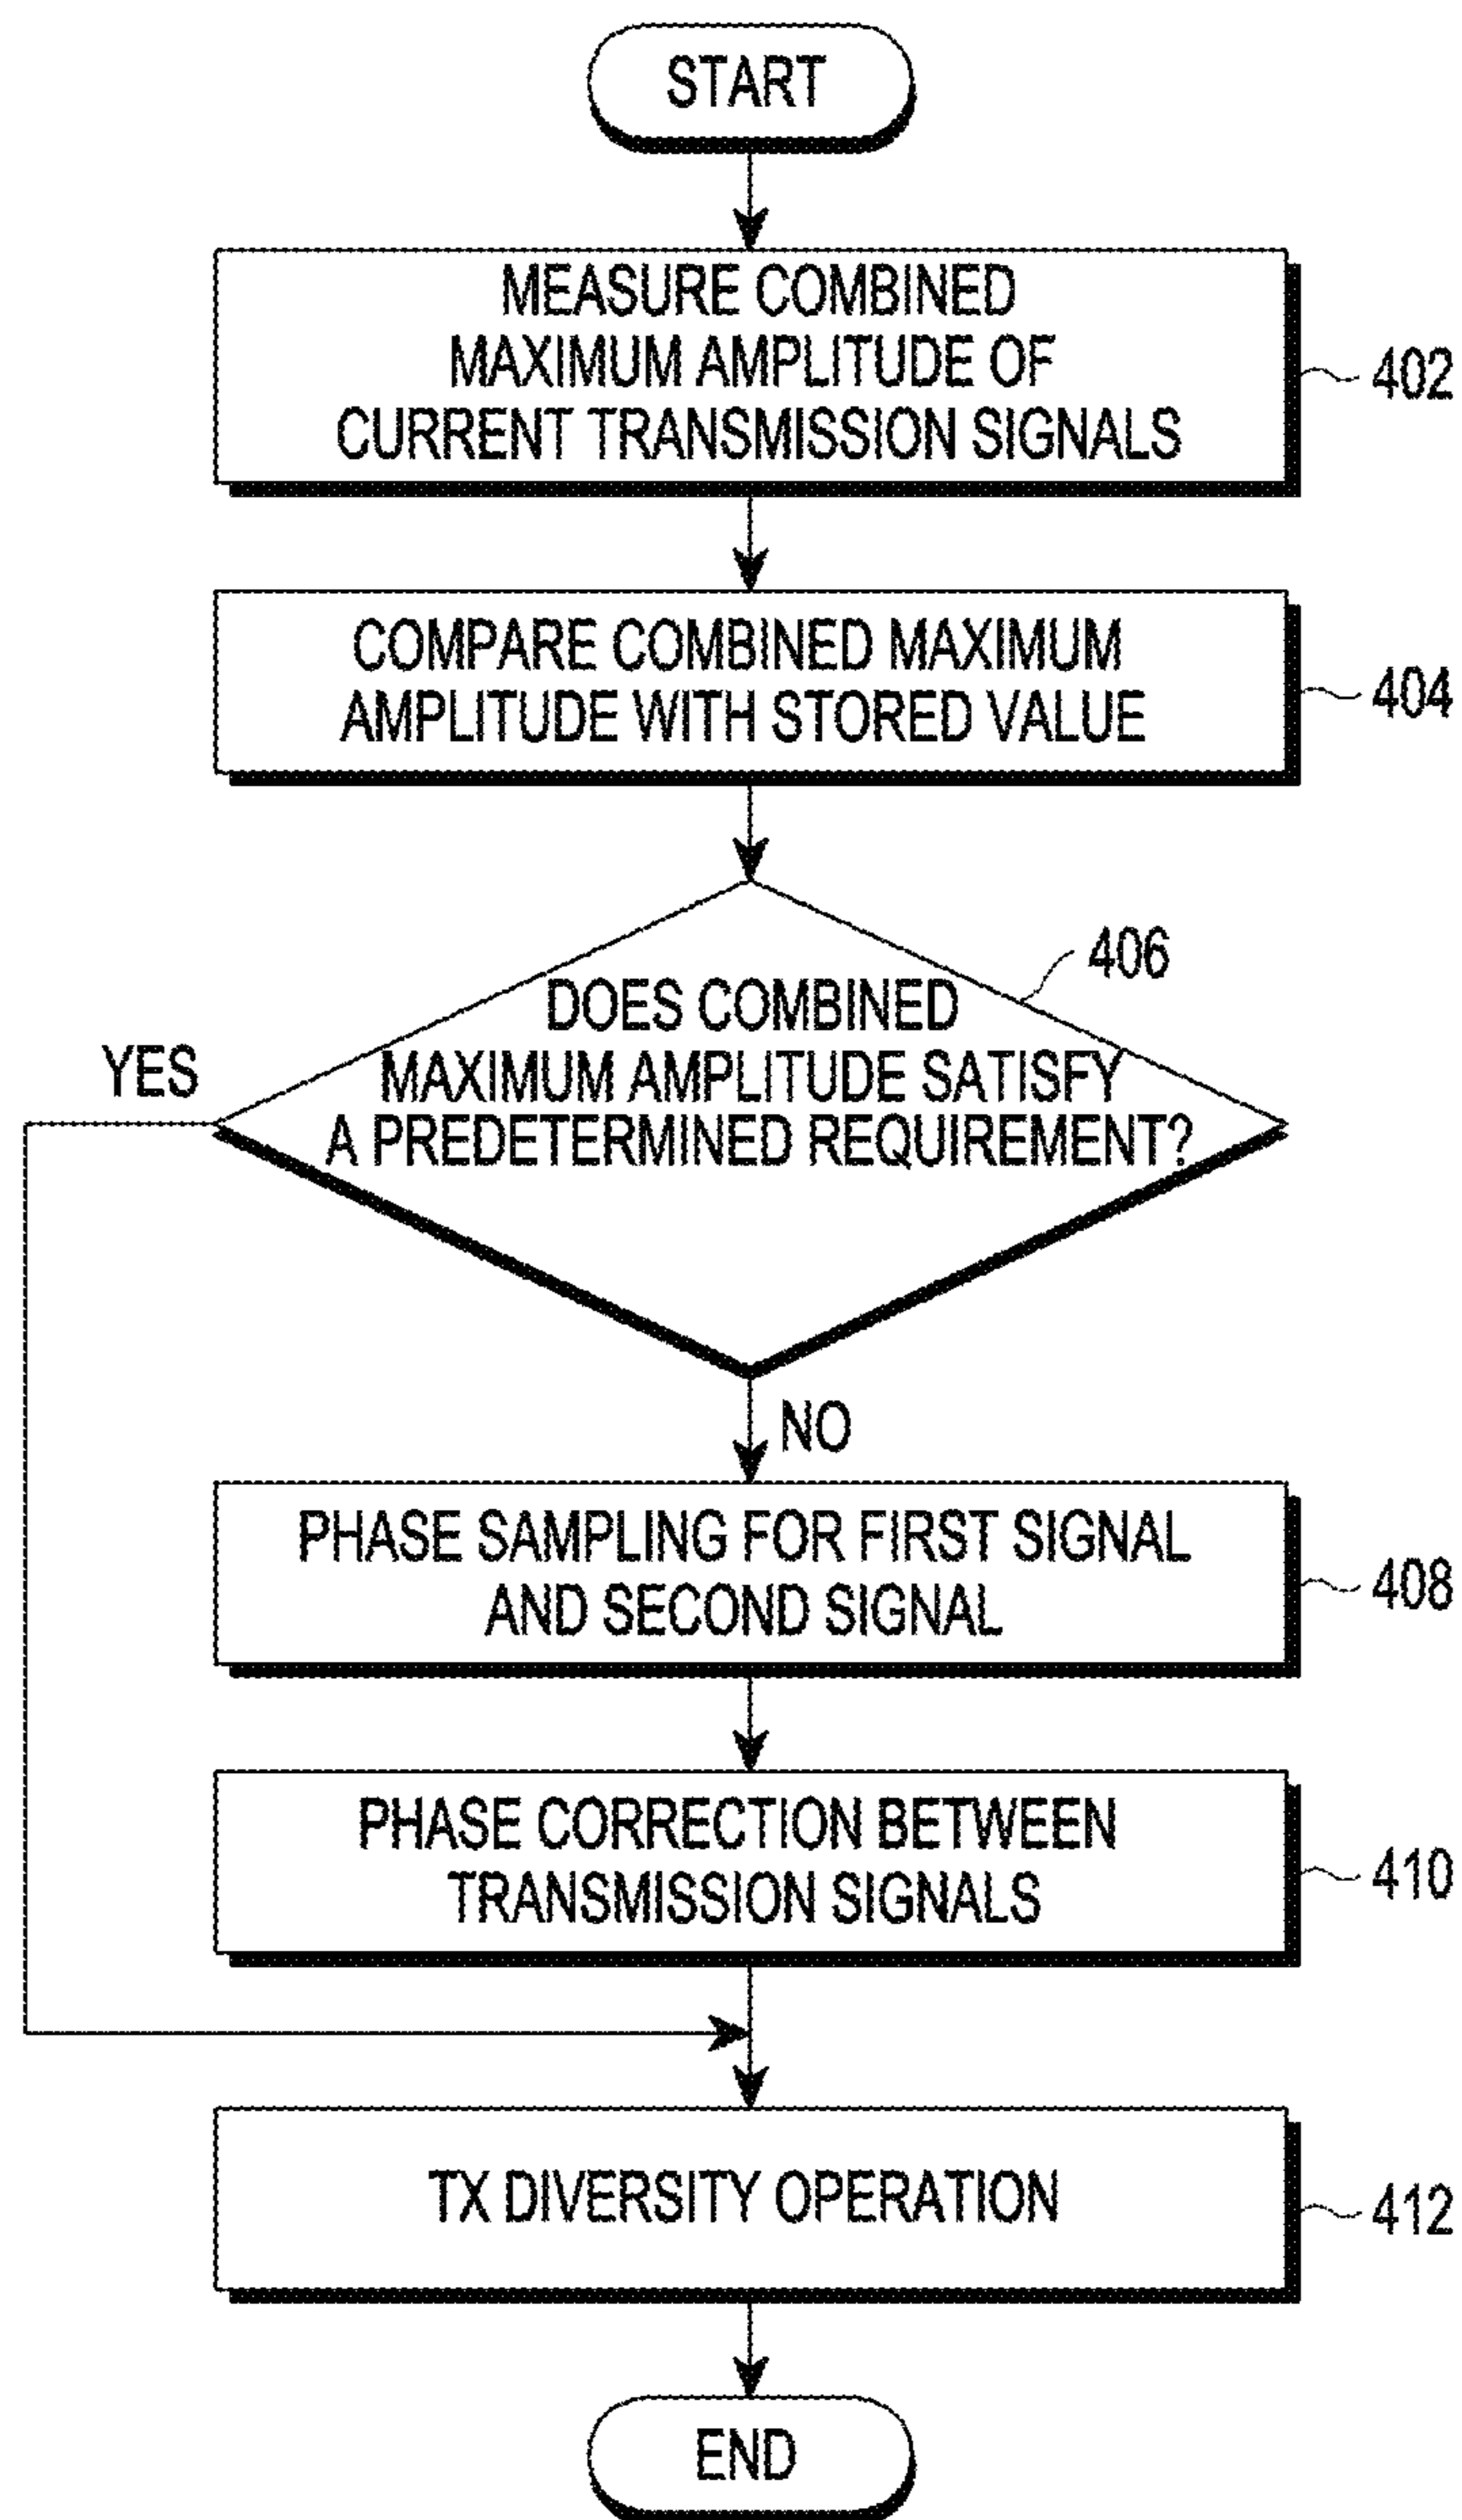 START
MEASURE COMBINED
MAXIMUM AMPLITUDE OF
CURRENT TRANSMISSION SIGNALS
402
COMPARE COMBINED MAXIMUM
AMPLITUDE WITH STORED VALUE
404
406
DOES COMBINED
MAXIMUM AMPLITUDE SATISFY
A PREDETERMINED REQUIREMENT?
YES
NO
PHASE SAMPLING FOR FIRST SIGNAL
AND SECOND SIGNAL
408
PHASE CORRECTION BETWEEN
TRANSMISSION SIGNALS
410
TX DIVERSITY OPERATION
412
END